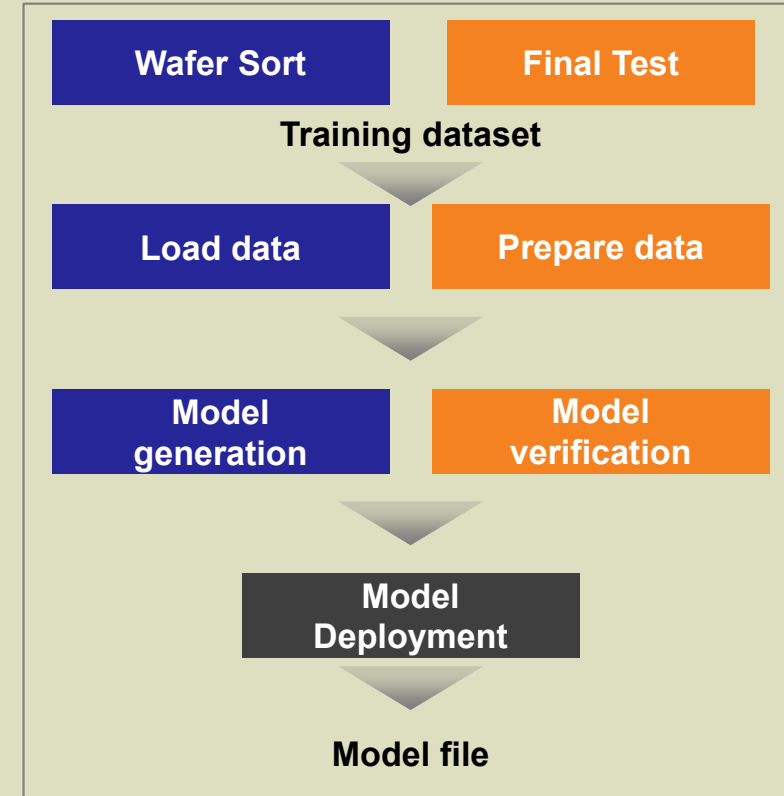 Wafer Sort
Final Test
Training dataset
Load data
Prepare data
Model
generation
Model
verification
Model
Deployment
Model file